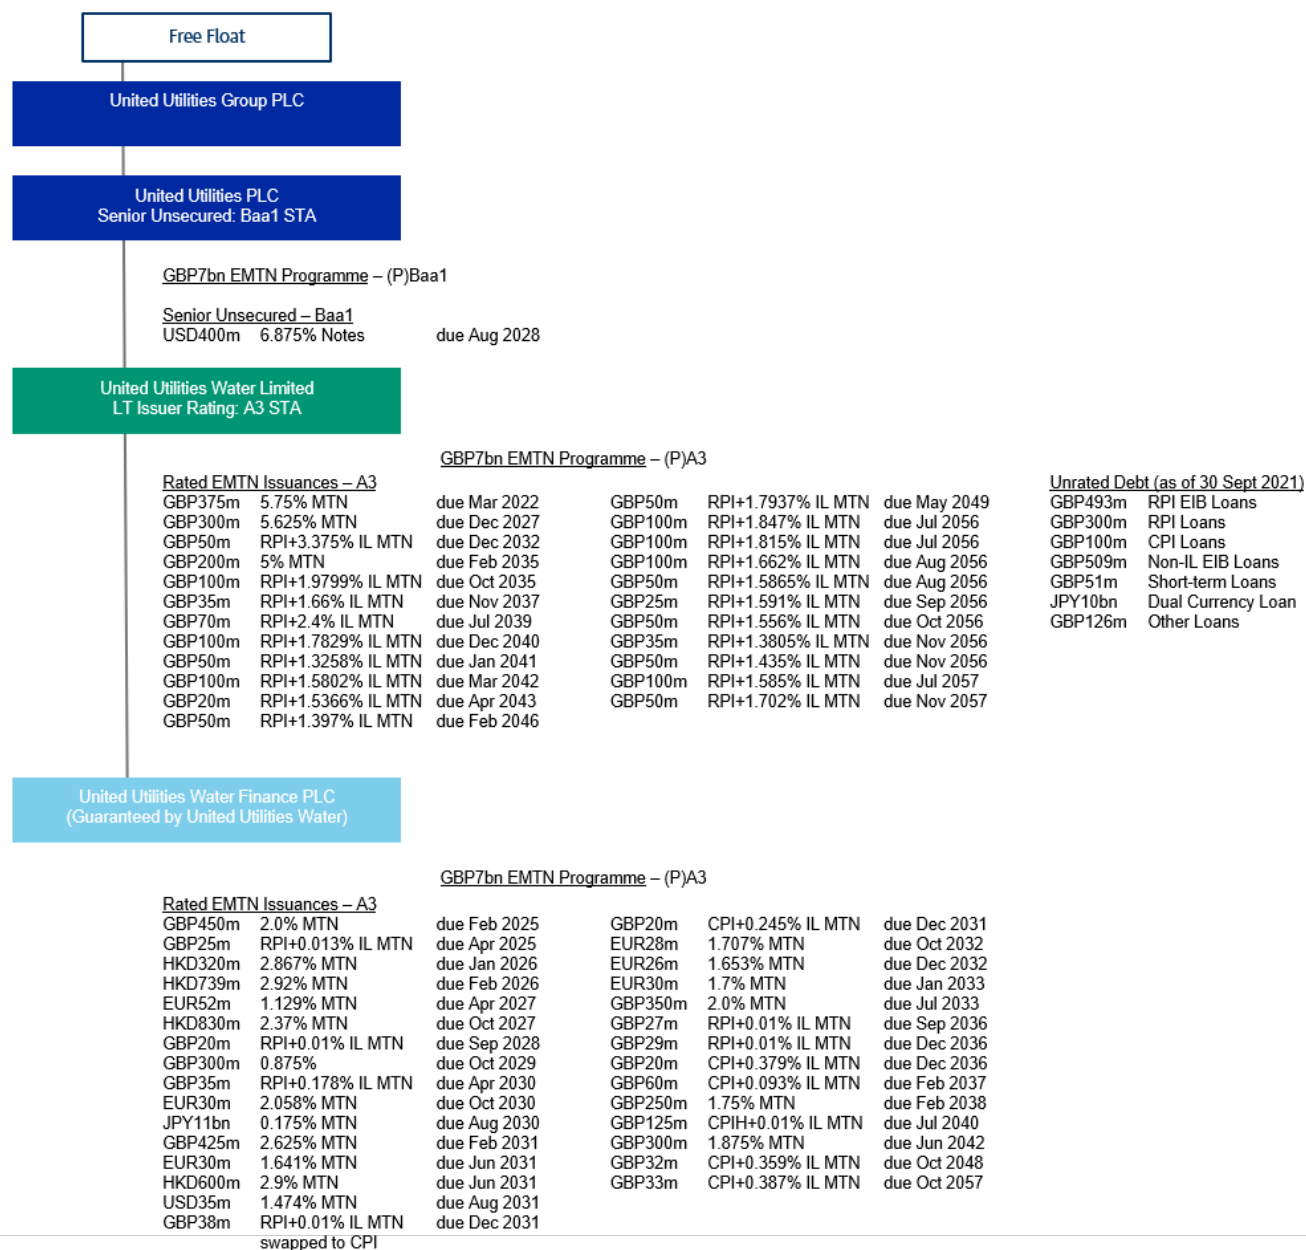 Free Float
United Utilities Group PLC
United Utilities PLC
Senior Unsecured: Baa1 STA
GBP7bn EMTN Programme – (P)Baa1
Senior Unsecured – Baa1
USD400m 6.875% Notes due Aug 2028
United Utilities Water Limited
LT Issuer Rating: A3 STA
GBP7bn EMTN Programme – (P)A3
Rated EMTN Issuances – A3
GBP375m 5.75% MTN due Mar 2022
GBP300m 5.625% MTN due Dec 2027
GBP50m RPI+3.375% IL MTN due Dec 2032
GBP200m 5% MTN due Feb 2035
GBP100m RPI+1.9799% IL MTN due Oct 2035
GBP35m RPI+1.66% IL MTN due Nov 2037
GBP70m RPI+2.4% IL MTN due Jul 2039
GBP100m RPI+1.7829% IL MTN due Dec 2040
GBP50m RPI+1.3258% IL MTN due Jan 2041
GBP100m RPI+1.5802% IL MTN due Mar 2042
GBP20m RPI+1.5366% IL MTN due Apr 2043
GBP50m RPI+1.397% IL MTN due Feb 2046
GBP50m RPI+1.7937% IL MTN due May 2049
GBP100m RPI+1.847% IL MTN due Jul 2056
GBP100m RPI+1.815% IL MTN due Jul 2056
GBP100m RPI+1.662% IL MTN due Aug 2056
GBP50m RPI+1.5865% IL MTN due Aug 2056
GBP25m RPI+1.591% IL MTN due Sep 2056
GBP50m RPI+1.556% IL MTN due Oct 2056
GBP35m RPI+1.3805% IL MTN due Nov 2056
GBP50m RPI+1.435% IL MTN due Nov 2056
GBP100m RPI+1.585% IL MTN due Jul 2057
GBP50m RPI+1.702% IL MTN due Nov 2057
Unrated Debt (as of 30 Sept 2021)
GBP493m RPI EIB Loans
GBP300m RPI Loans
GBP100m CPI Loans
GBP509m Non-IL EIB Loans
GBP51m Short-term Loans
JPY10bn Dual Currency Loan
GBP126m Other Loans
United Utilities Water Finance PLC
(Guaranteed by United Utilities Water)
GBP7bn EMTN Programme – (P)A3
Rated EMTN Issuances – A3
GBP450m 2.0% MTN due Feb 2025
GBP25m RPI+0.013% IL MTN due Apr 2025
HKD320m 2.867% MTN due Jan 2026
HKD739m 2.92% MTN due Feb 2026
EUR52m 1.129% MTN due Apr 2027
HKD830m 2.37% MTN due Oct 2027
GBP20m RPI+0.01% IL MTN due Sep 2028
GBP300m 0.875% due Oct 2029
GBP35m RPI+0.178% IL MTN due Apr 2030
EUR30m 2.058% MTN due Oct 2030
JPY11bn 0.175% MTN due Aug 2030
GBP425m 2.625% MTN due Feb 2031
EUR30m 1.641% MTN due Jun 2031
HKD600m 2.9% MTN due Jun 2031
USD35m 1.474% MTN due Aug 2031
GBP38m RPI+0.01% IL MTN due Dec 2031
swapped to CPI
GBP20m CPI+0.245% IL MTN due Dec 2031
EUR28m 1.707% MTN due Oct 2032
EUR26m 1.653% MTN due Dec 2032
EUR30m 1.7% MTN due Jan 2033
GBP350m 2.0% MTN due Jul 2033
GBP27m RPI+0.01% IL MTN due Sep 2036
GBP29m RPI+0.01% IL MTN due Dec 2036
GBP20m CPI+0.379% IL MTN due Dec 2036
GBP60m CPI+0.093% IL MTN due Feb 2037
GBP250m 1.75% MTN due Feb 2038
GBP125m CPIH+0.01% IL MTN due Jul 2040
GBP300m 1.875% MTN due Jun 2042
GBP32m CPI+0.359% IL MTN due Oct 2048
GBP33m CPI+0.387% IL MTN due Oct 2057